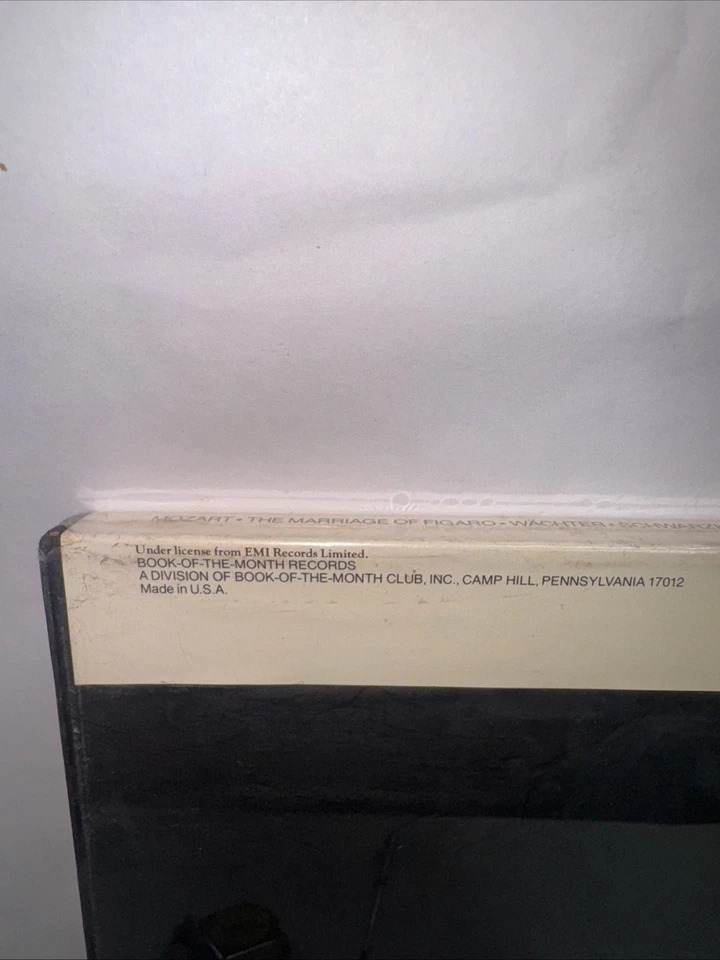 MOZART • THE MARRIAGE OF FIGARO • WÄCHTER •
Under license from EMI Records Limited.
BOOK-OF-THE-MONTH RECORDS
A DIVISION OF BOOK-OF-THE-MONTH CLUB, INC., CAMP HILL, PENNSYLVANIA 17012
Made in U.S.A.